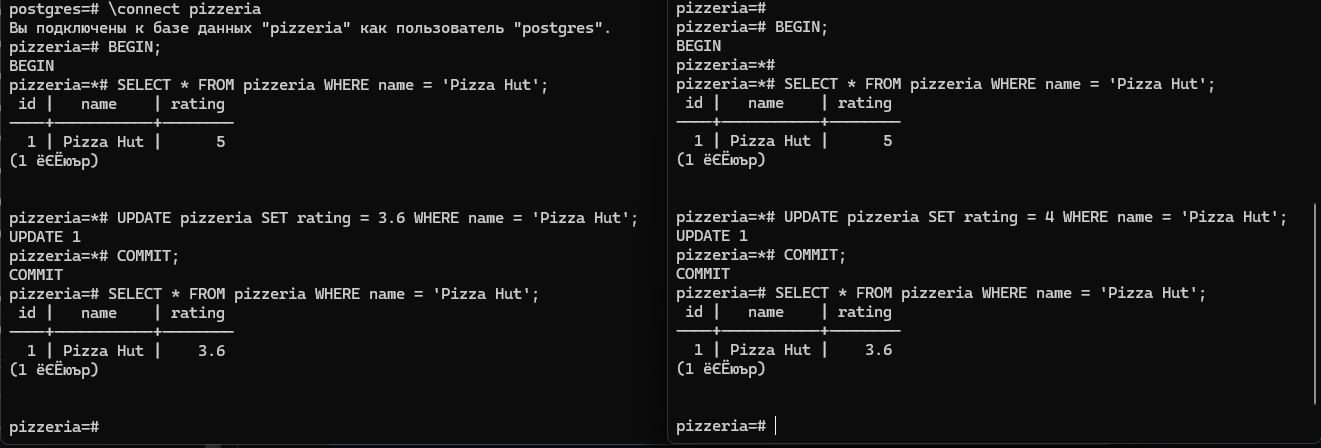 postgres=# \connect pizzeria
Вы подключены к базе данных "pizzeria" как пользователь "postgres".
pizzeria=# BEGIN;
BEGIN
pizzeria=*# SELECT * FROM pizzeria WHERE name = 'Pizza Hut';
id | name | rating
----+-----------+--------
1 | Pizza Hut | 5
(1 ёЄЁюър)
pizzeria=*# UPDATE pizzeria SET rating = 3.6 WHERE name = 'Pizza Hut';
UPDATE 1
pizzeria=*# COMMIT;
COMMIT
pizzeria=# SELECT * FROM pizzeria WHERE name = 'Pizza Hut';
id | name | rating
----+-----------+--------
1 | Pizza Hut | 3.6
(1 ёЄЁюър)
pizzeria=#
pizzeria=#
pizzeria=# BEGIN;
BEGIN
pizzeria=*#
pizzeria=*# SELECT * FROM pizzeria WHERE name = 'Pizza Hut';
id | name | rating
----+-----------+--------
1 | Pizza Hut | 5
(1 ёЄЁюър)
pizzeria=*# UPDATE pizzeria SET rating = 4 WHERE name = 'Pizza Hut';
UPDATE 1
pizzeria=*# COMMIT;
COMMIT
pizzeria=# SELECT * FROM pizzeria WHERE name = 'Pizza Hut';
id | name | rating
----+-----------+--------
1 | Pizza Hut | 3.6
(1 ёЄЁюър)
pizzeria=#